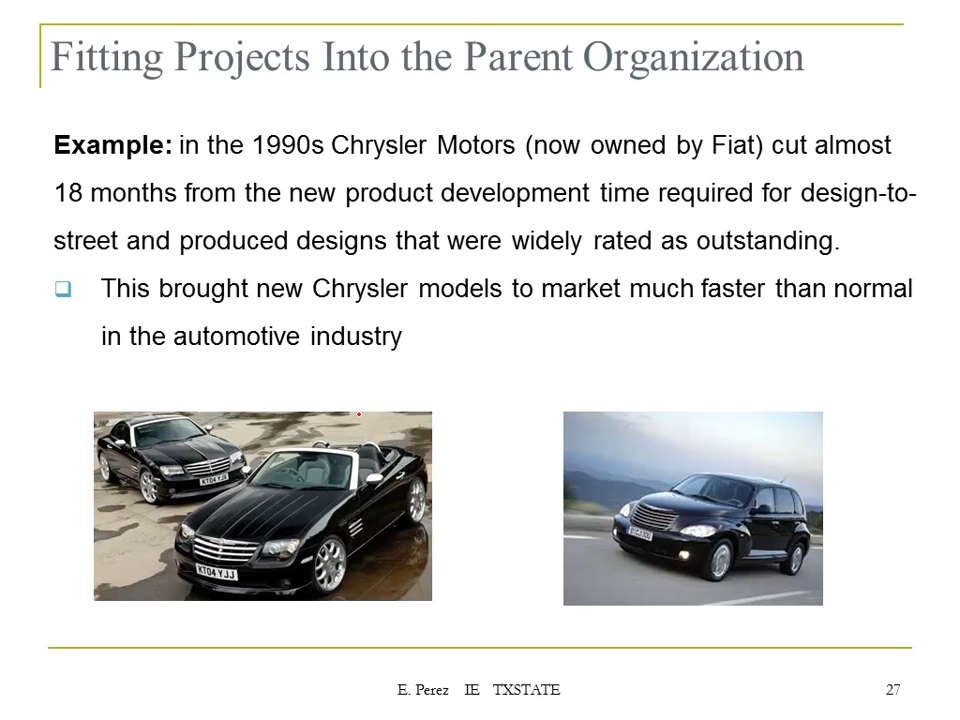 Fitting Projects Into the Parent Organization
Example: in the 1990s Chrysler Motors (now owned by Fiat) cut almost
18 months from the new product development time required for design-to-
street and produced designs that were widely rated as outstanding.
This brought new Chrysler models to market much faster than normal
in the automotive industry
KT04 YJJ
E. Perez IE TXSTATE
27